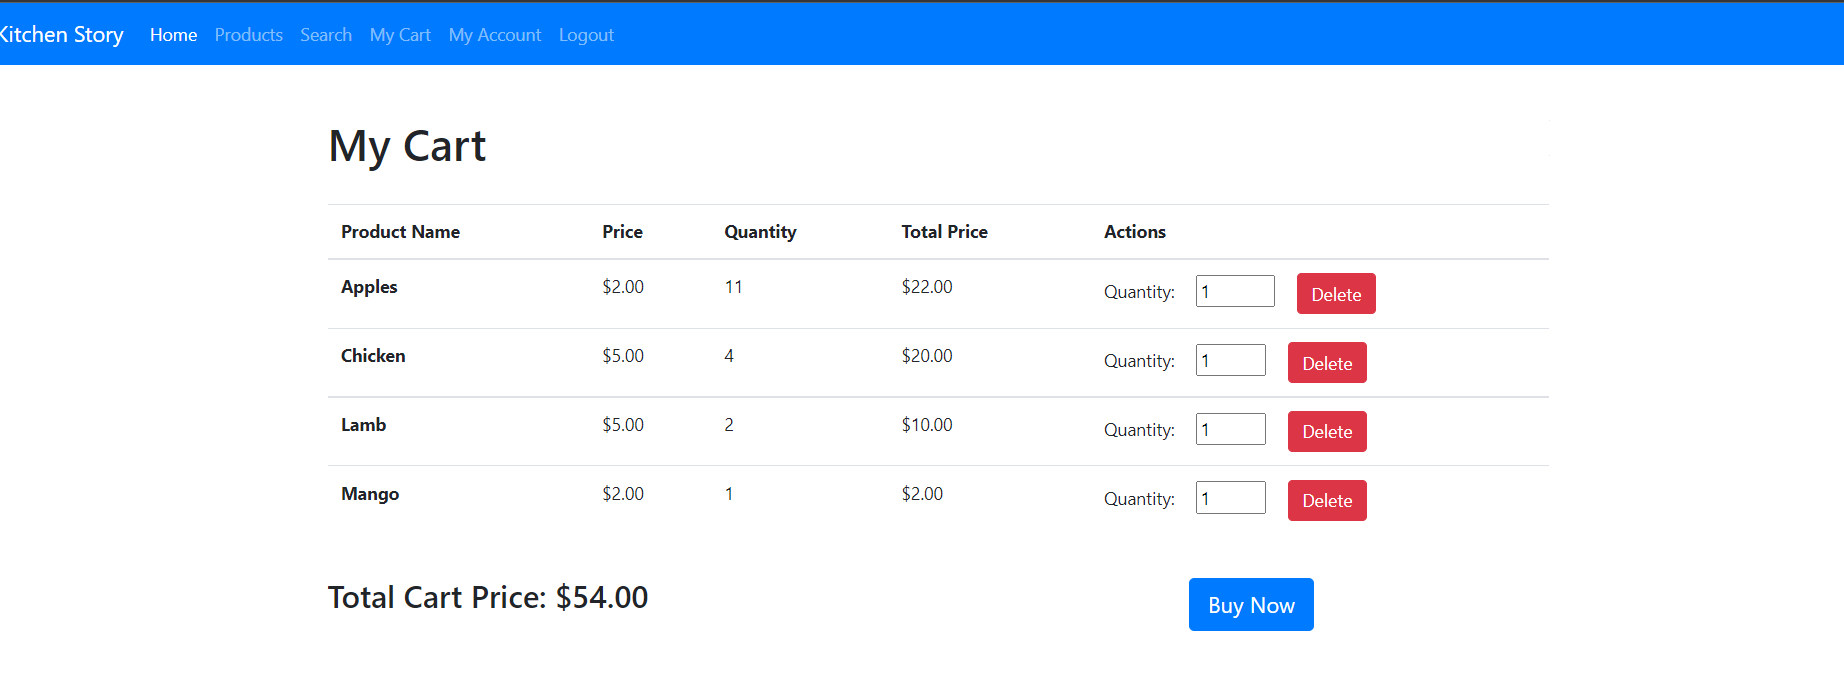 Kitchen Story Home Products Search My Cart My Account Logout
My Cart
Product Name Price Quantity Total Price Actions
Apples $2.00 11 $22.00 Quantity: 1 Delete
Chicken $5.00 4 $20.00 Quantity: 1 Delete
Lamb $5.00 2 $10.00 Quantity: 1 Delete
Mango $2.00 1 $2.00 Quantity: 1 Delete
Total Cart Price: $54.00 Buy Now